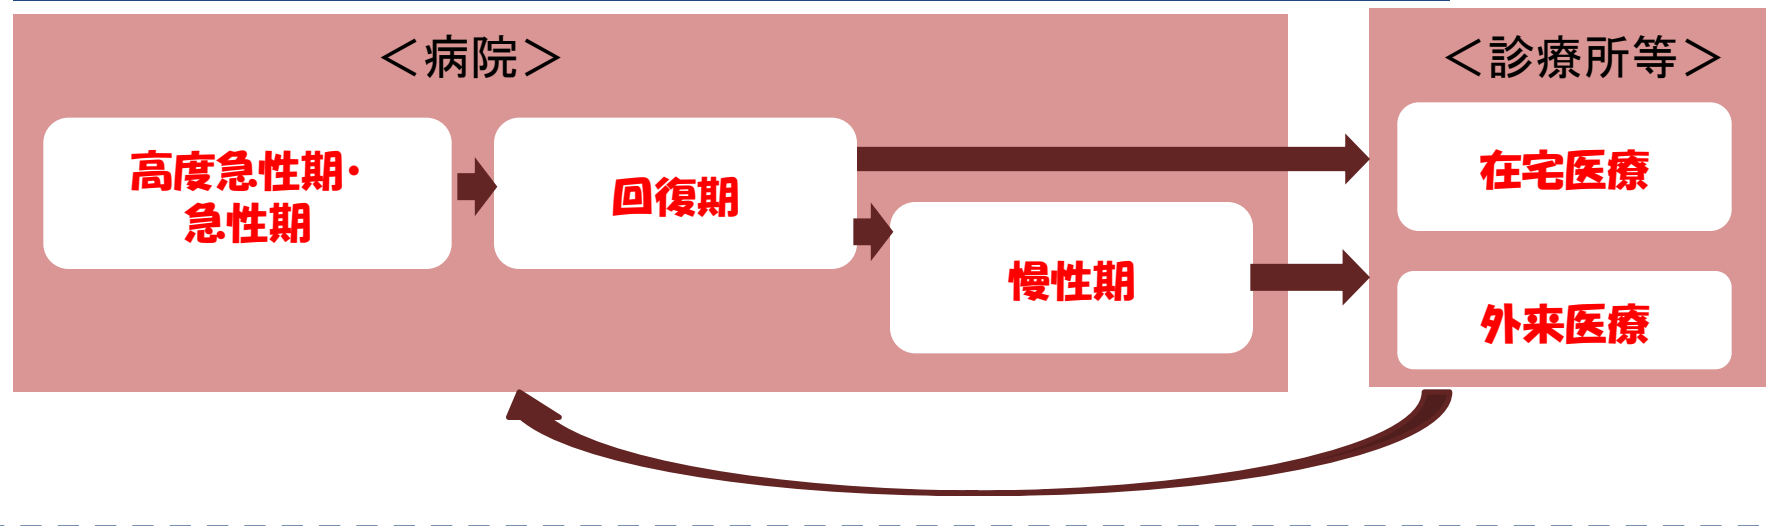 ＜病院＞
高度急性期・
急性期
回復期
慢性期
＜診療所等＞
在宅医療
外来医療